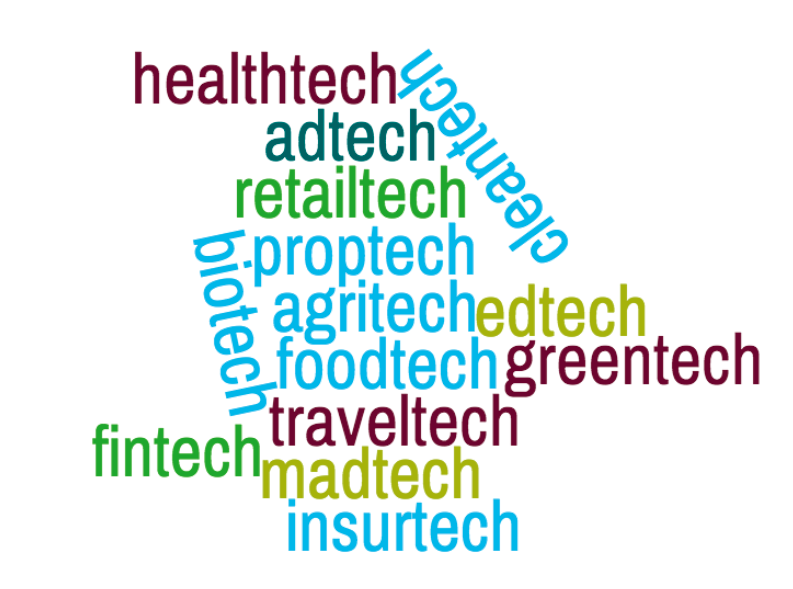 healthtech
cleantech
adtech
retailtech
proptech
biotech
agritech
edtech
foodtech
greentech
traveltech
fintech
madtech
insurtech